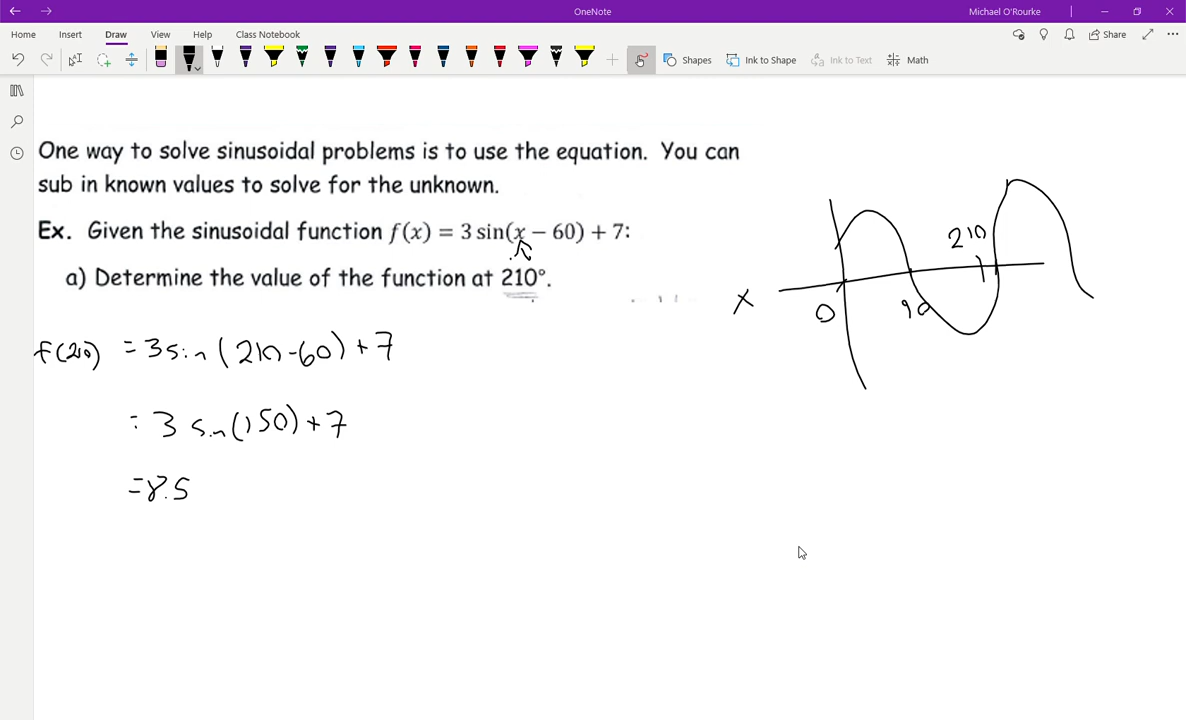 OneNote
Michael O'Rourke
Home Insert Draw View Help Class Notebook
Share
Shapes Ink to Shape Ink to Text Math
One way to solve sinusoidal problems is to use the equation. You can
sub in known values to solve for the unknown.
Ex. Given the sinusoidal function f(x) = 3 sin(x − 60) + 7:
a) Determine the value of the function at 210°.
f(210) = 3 sin(210-60) + 7
= 3 sin(150) + 7
= 8.5
210
X
0
90